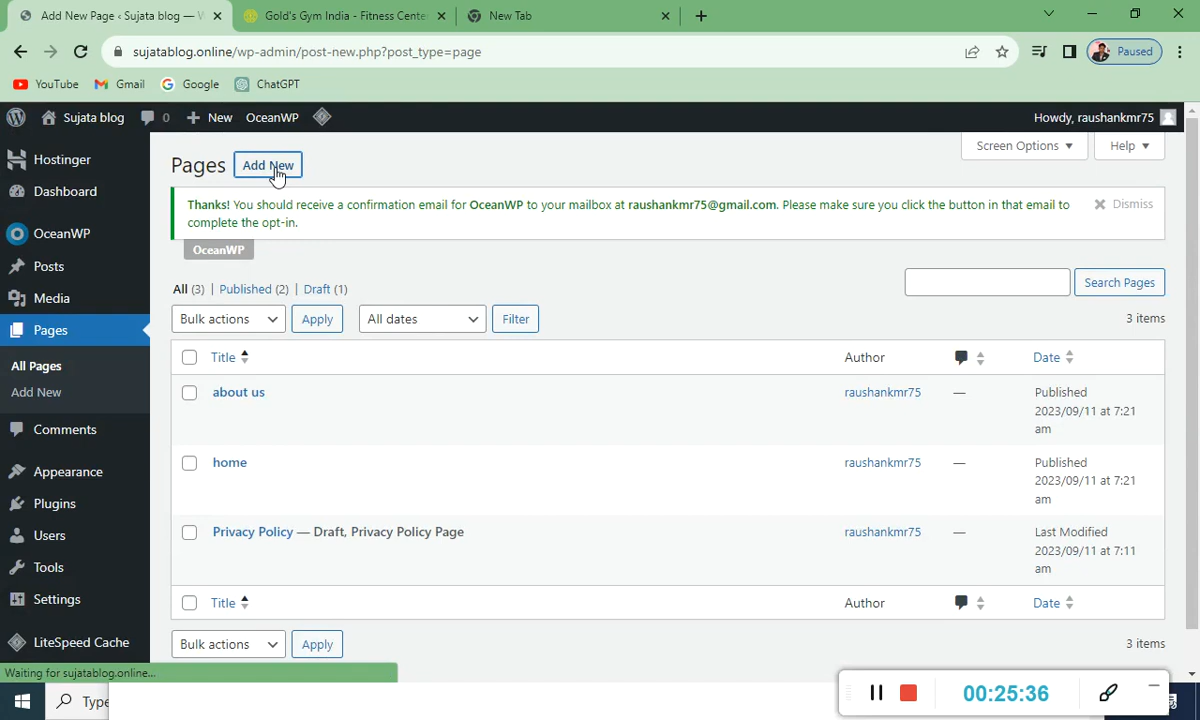 Add New Page ‹ Sujata blog — W
Gold's Gym India - Fitness Cente
New Tab
sujatablog.online/wp-admin/post-new.php?post_type=page
Paused
YouTube
Gmail
Google
ChatGPT
Sujata blog
0
New
OceanWP
Howdy, raushankmr75
Hostinger
Dashboard
OceanWP
Posts
Media
Pages
All Pages
Add New
Comments
Appearance
Plugins
Users
Tools
Settings
LiteSpeed Cache
Screen Options
Help
Pages
Add New
Thanks! You should receive a confirmation email for OceanWP to your mailbox at raushankmr75@gmail.com. Please make sure you click the button in that email to
complete the opt-in.
Dismiss
OceanWP
All (3) | Published (2) | Draft (1)
Search Pages
Bulk actions
Apply
All dates
Filter
3 items
Title
Author
Date
about us
raushankmr75
—
Published
2023/09/11 at 7:21
am
home
raushankmr75
—
Published
2023/09/11 at 7:21
am
Privacy Policy — Draft, Privacy Policy Page
raushankmr75
—
Last Modified
2023/09/11 at 7:11
am
Title
Author
Date
Bulk actions
Apply
3 items
Waiting for sujatablog.online...
Type
00:25:36